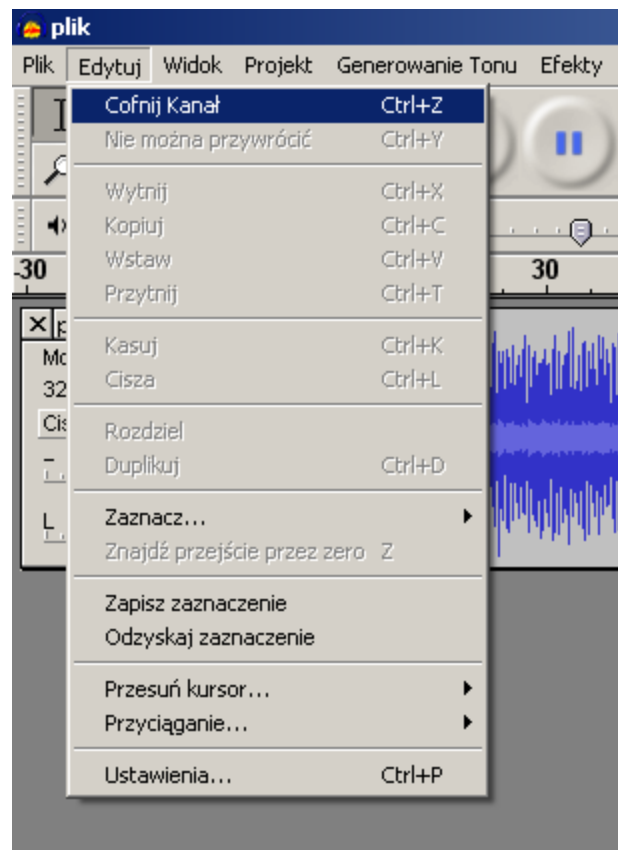 plik
Plik Edytuj Widok Projekt Generowanie Tonu Efekty
Cofnij Kanał Ctrl+Z
Nie można przywrócić Ctrl+Y
Wytnij Ctrl+X
Kopiuj Ctrl+C
Wstaw Ctrl+V
Przytnij Ctrl+T
-30 30
Kasuj Ctrl+K
Cisza Ctrl+L
32
Rozdziel
Duplikuj Ctrl+D
L
Zaznacz...
Znajdź przejście przez zero Z
Zapisz zaznaczenie
Odzyskaj zaznaczenie
Przesuń kursor...
Przyciąganie...
Ustawienia... Ctrl+P